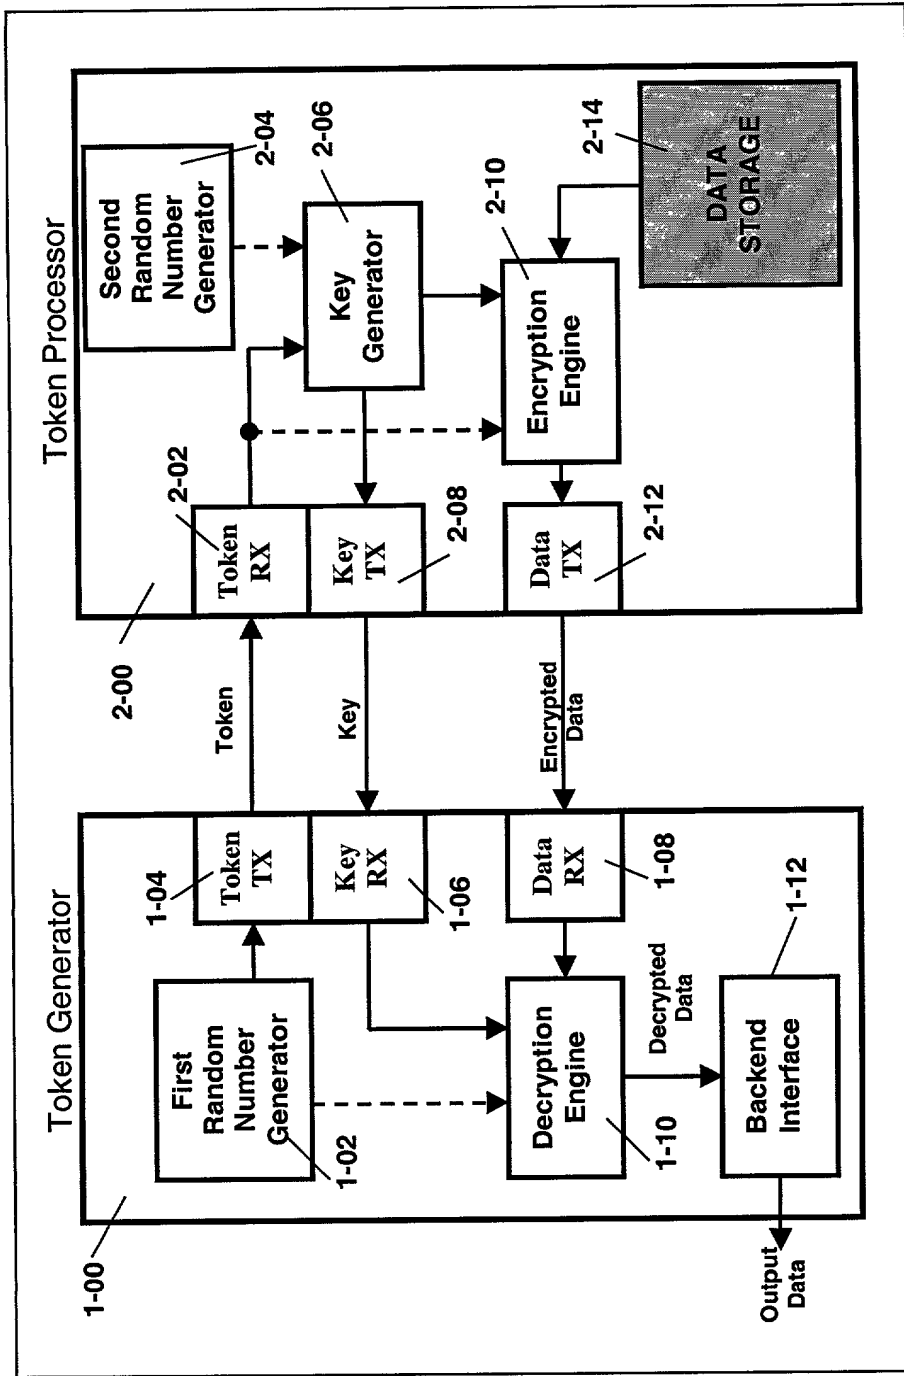 Token Generator
1-00
First
Random
Number
Generator
1-02
1-04
Token
TX
Key
RX
1-06
Data
RX
1-08
Decryption
Engine
1-10
Decrypted
Data
Backend
Interface
1-12
Output
Data
Token
Key
Encrypted
Data
Token Processor
2-00
2-02
Token
RX
Key
TX
2-08
Data
TX
2-12
Second
Random
Number
Generator
2-04
Key
Generator
2-06
Encryption
Engine
2-10
DATA
STORAGE
2-14